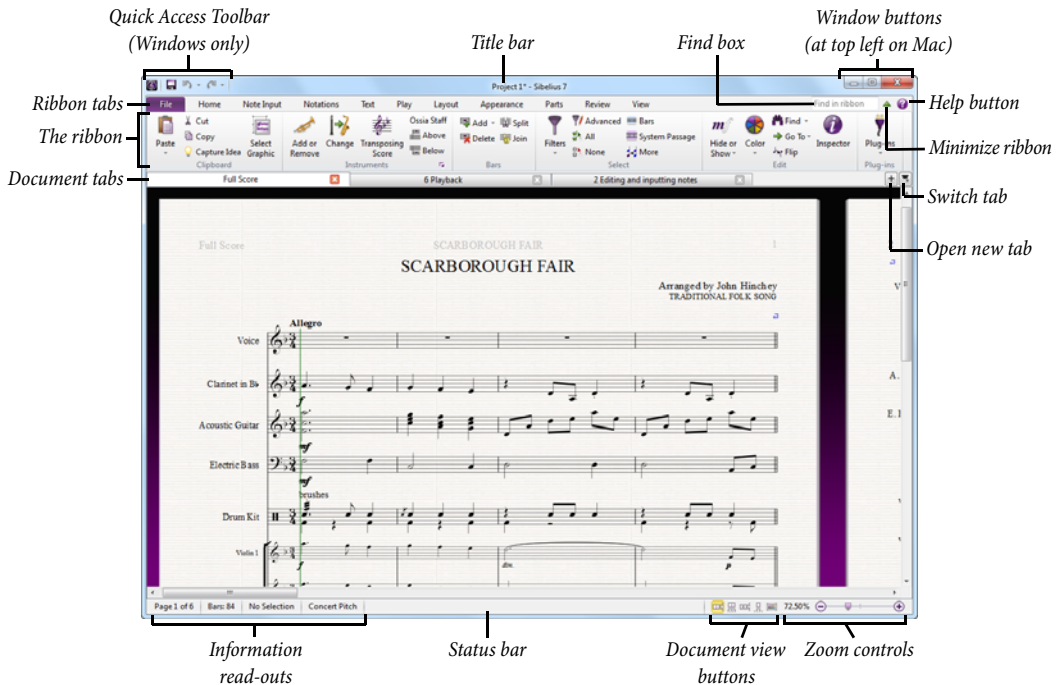 Quick Access Toolbar
(Windows only)
Title bar
Find box
Window buttons
(at top left on Mac)
Project 1* - Sibelius 7
Ribbon tabs
File Home Note Input Notations Text Play Layout Appearance Parts Review View Find in ribbon
Help button
The ribbon
Paste
Cut
Copy
Capture Idea
Clipboard
Select
Graphic
Add or
Remove
Change
Transposing
Score
Instruments
Ossia Staff
Above
Below
Add Split
Delete Join
Bars
Filters
Advanced Bars
All System Passage
None More
Select
Hide or
Show
Color
Find
Go To
Flip
Edit
Inspector
Plug-ins
Plug-ins
Minimize ribbon
Document tabs
Full Score 6 Playback 2 Editing and inputting notes
Switch tab
Open new tab
Full Score SCARBOROUGH FAIR 1
SCARBOROUGH FAIR
Arranged by John Hinchey
TRADITIONAL FOLK SONG
Allegro
Voice
Clarinet in B♭
f
Acoustic Guitar
mf
Electric Bass
mf
brushes
Drum Kit
Violin 1
f div. p
V
A.
E.
Page 1 of 6 Bars: 84 No Selection Concert Pitch 72.50%
Information
read-outs
Status bar
Document view
buttons
Zoom controls